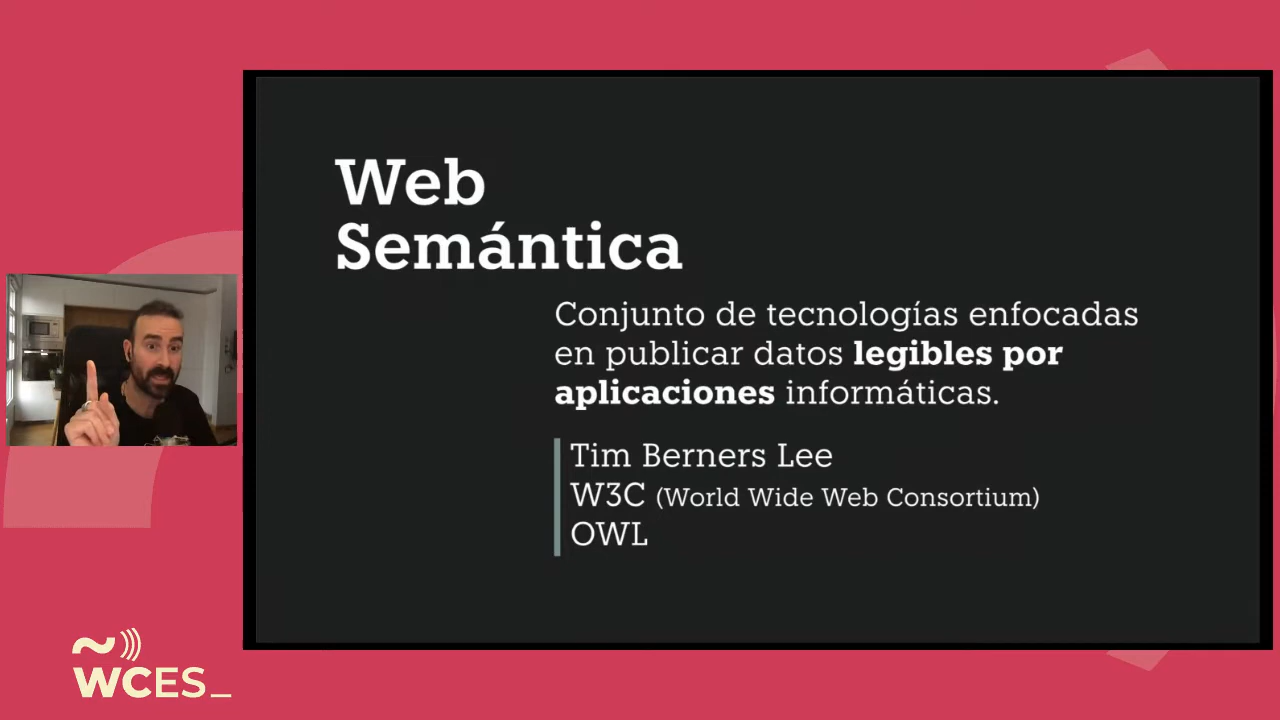 Web
Semántica
Conjunto de tecnologías enfocadas
en publicar datos legibles por
aplicaciones informáticas.
Tim Berners Lee
W3C (World Wide Web Consortium)
OWL
WCES_